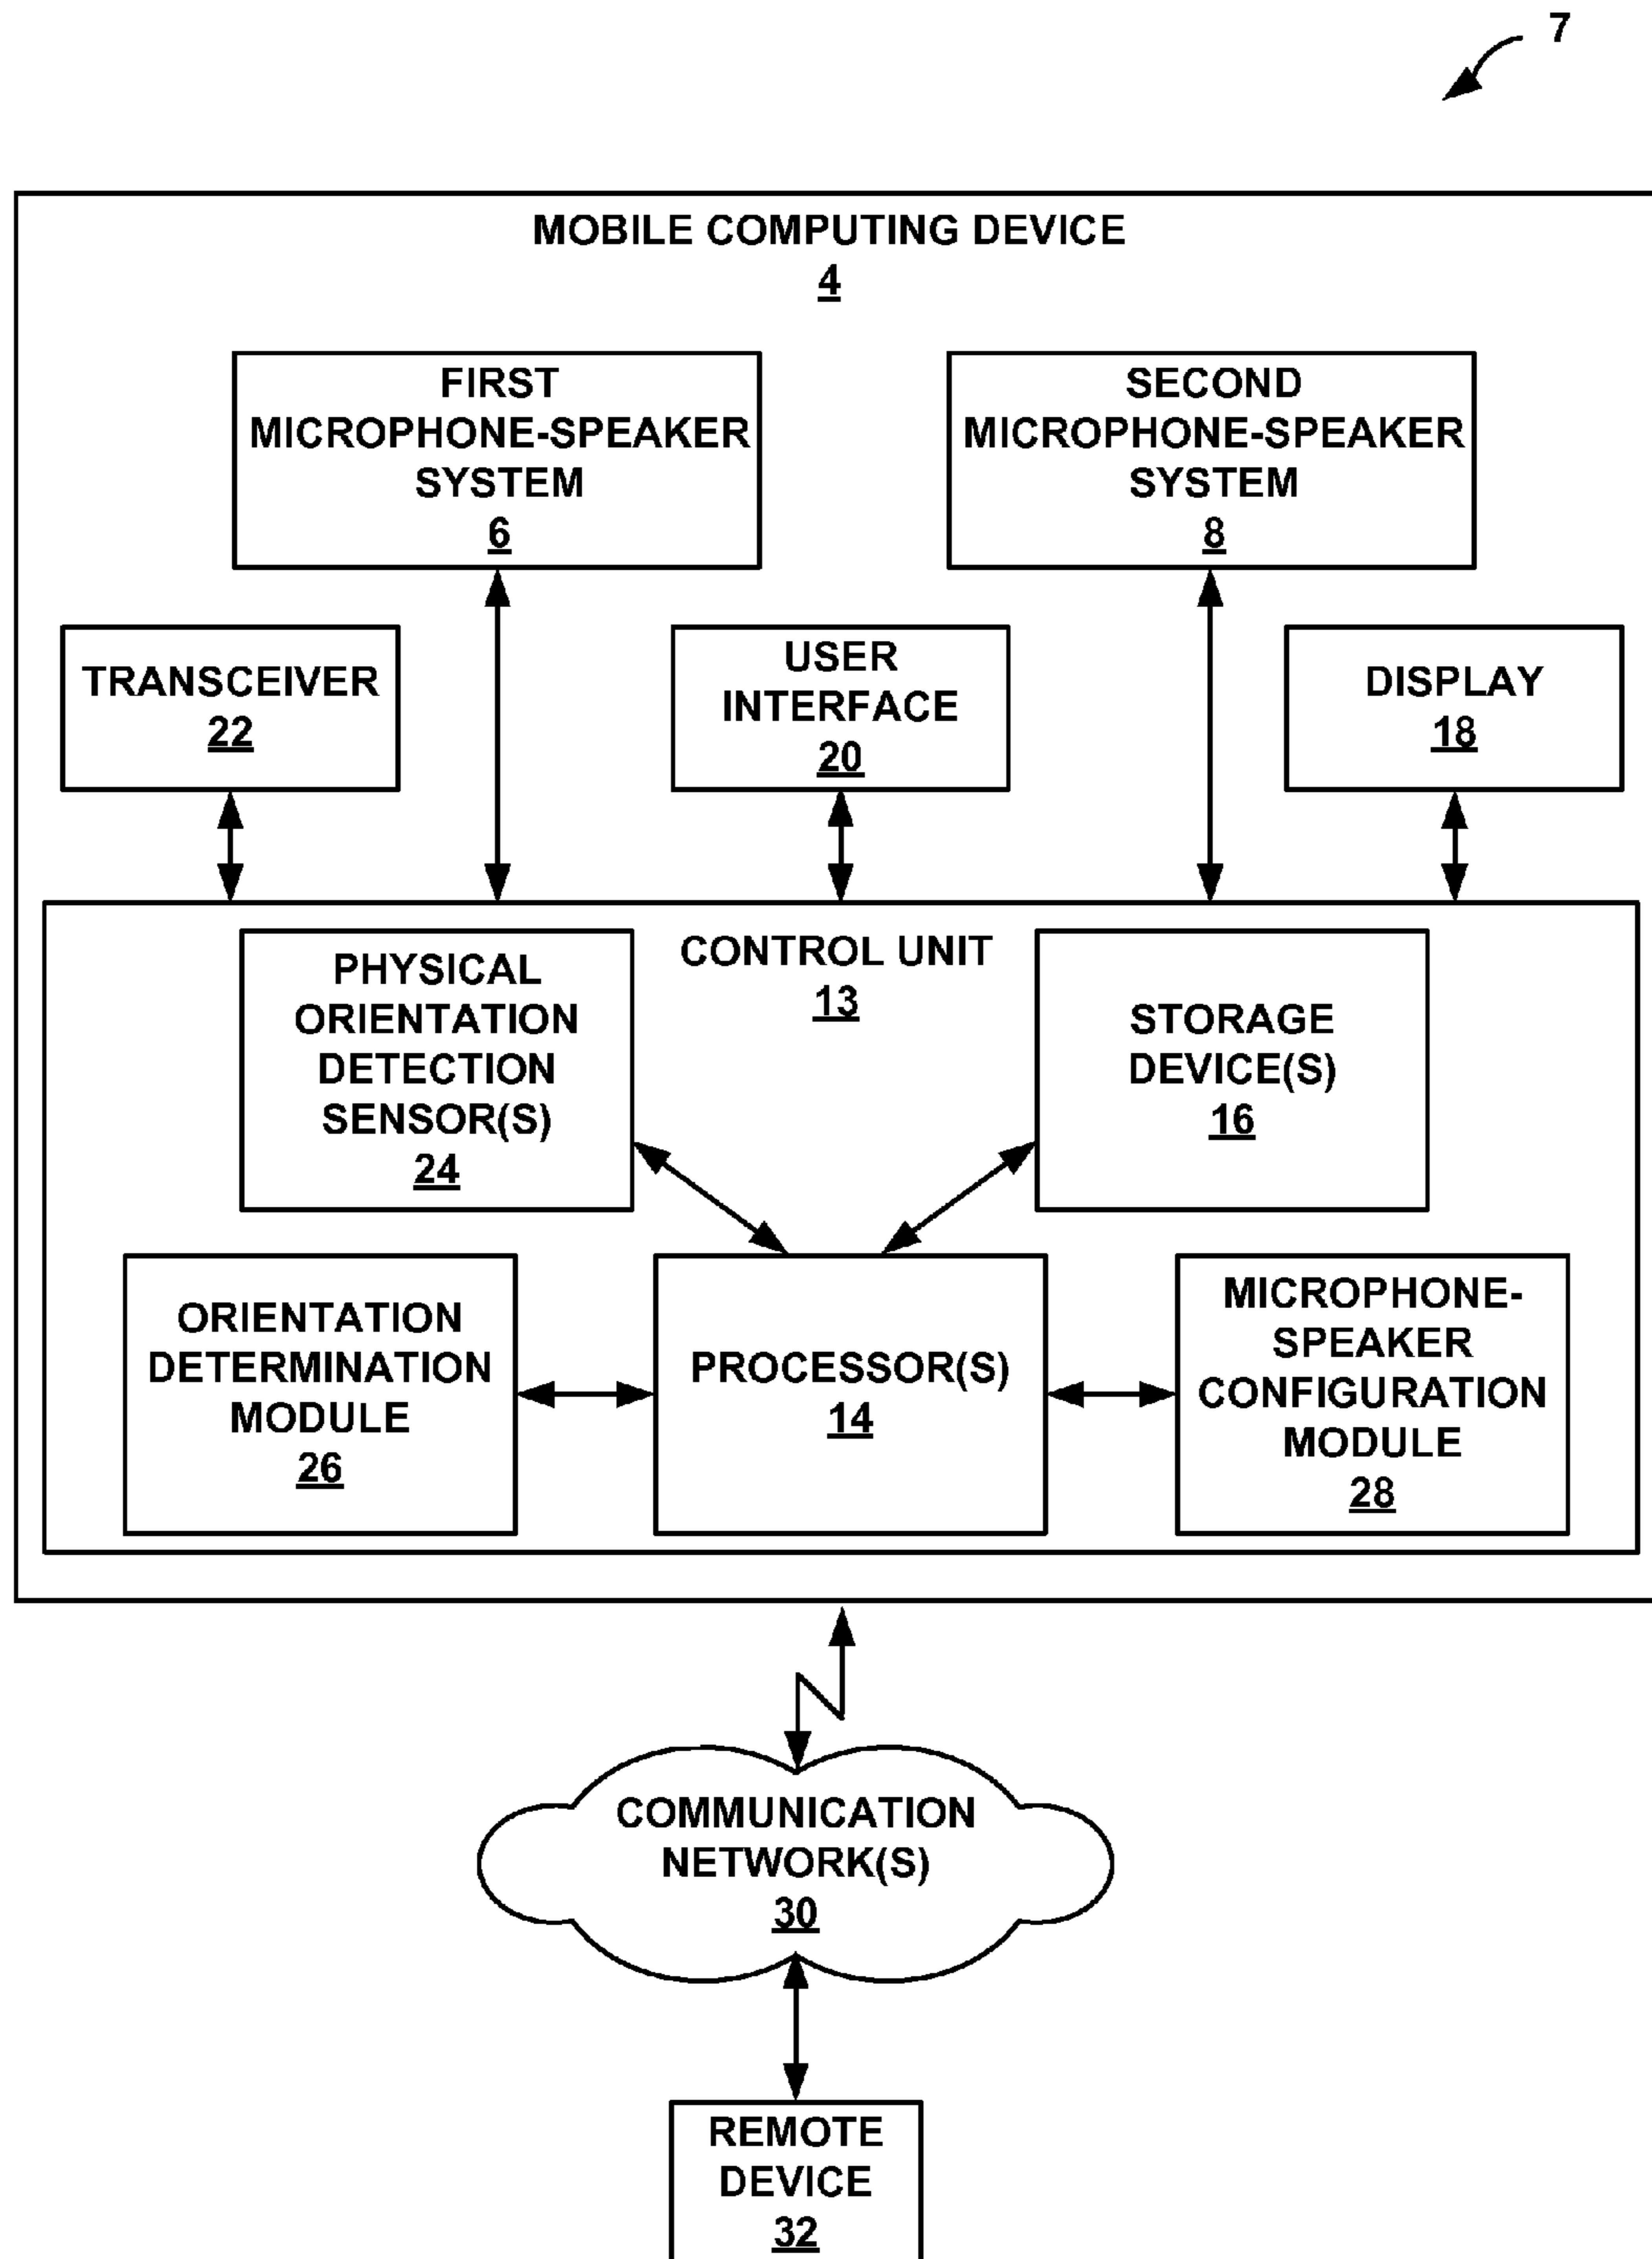 7
MOBILE COMPUTING DEVICE
4
FIRST
MICROPHONE-SPEAKER
SYSTEM
6
SECOND
MICROPHONE-SPEAKER
SYSTEM
8
TRANSCEIVER
22
USER
INTERFACE
20
DISPLAY
18
CONTROL UNIT
13
PHYSICAL
ORIENTATION
DETECTION
SENSOR(S)
24
STORAGE
DEVICE(S)
16
ORIENTATION
DETERMINATION
MODULE
26
PROCESSOR(S)
14
MICROPHONE-
SPEAKER
CONFIGURATION
MODULE
28
COMMUNICATION
NETWORK(S)
30
REMOTE
DEVICE
32